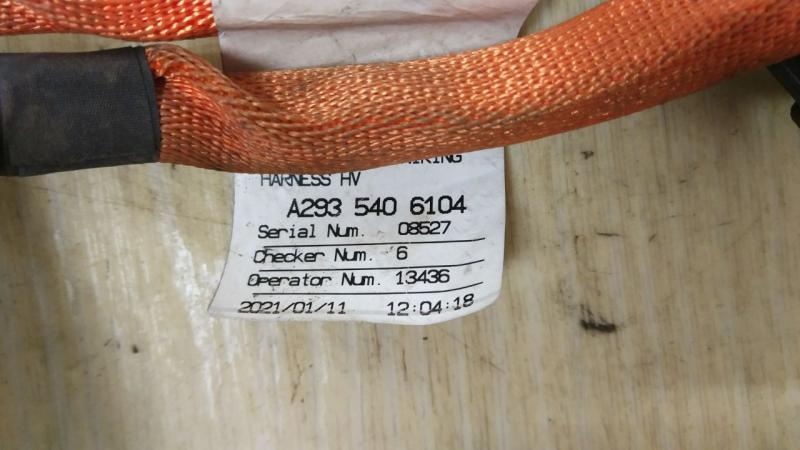 HARNESS HV
A293 540 6104
Serial Num. 08527
Checker Num. 6
Operator Num. 13436
2021/01/11 12:04:18